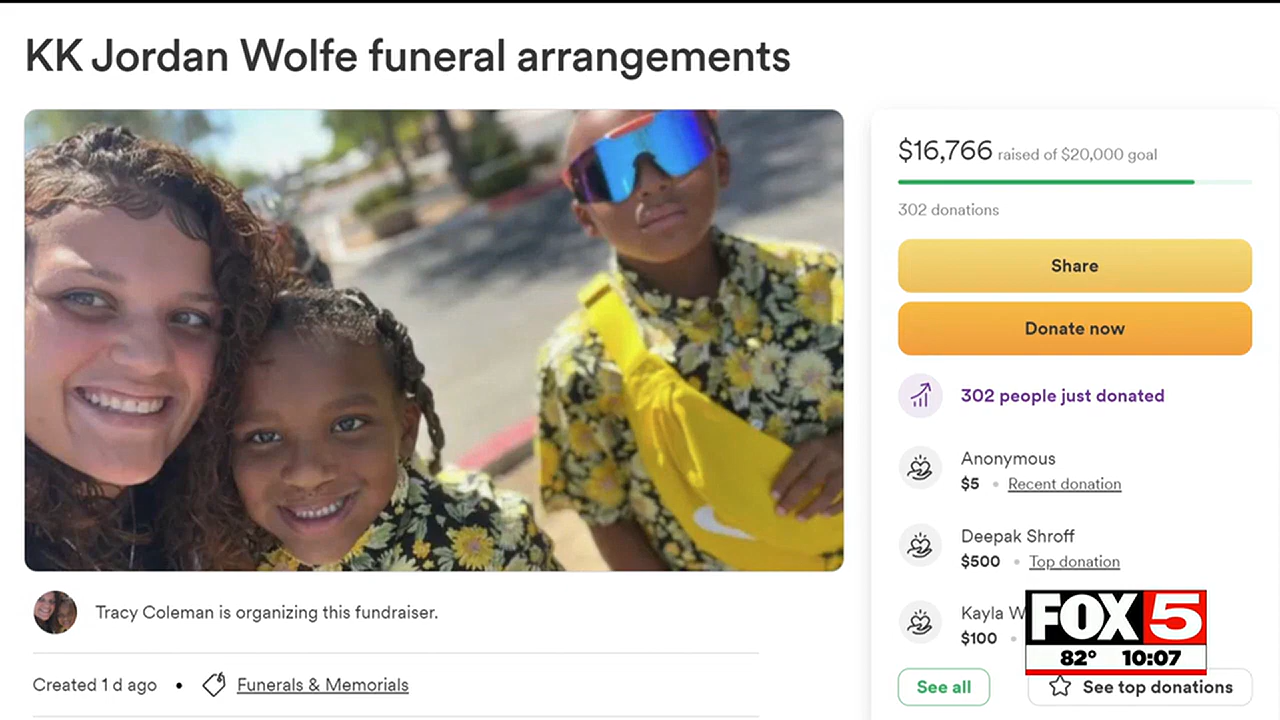 KK Jordan Wolfe funeral arrangements
$16,766 raised of $20,000 goal
302 donations
Share
Donate now
302 people just donated
Anonymous
$5 • Recent donation
Deepak Shroff
$500 • Top donation
Kayla W
$100 •
See all
See top donations
Tracy Coleman is organizing this fundraiser.
Created 1 d ago • Funerals & Memorials
FOX 5
82° 10:07